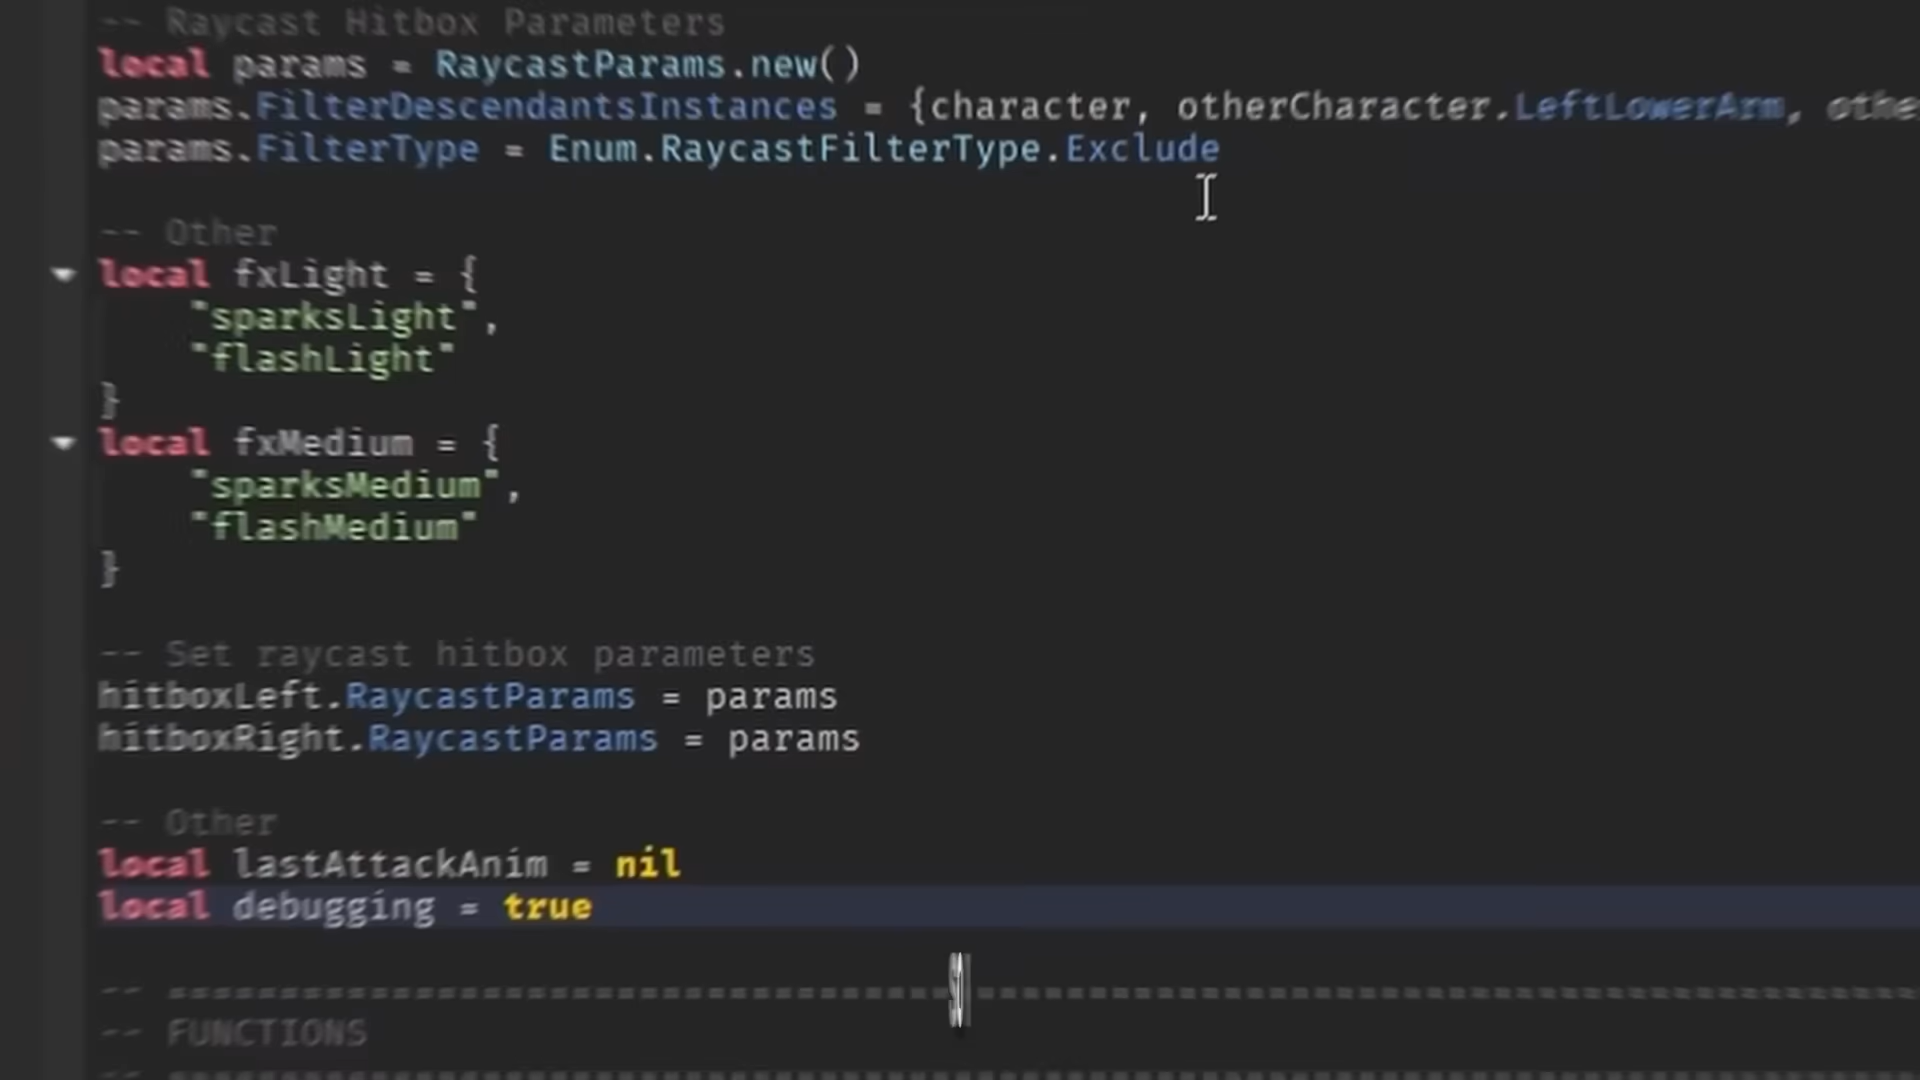 -- Raycast Hitbox Parameters
local params = RaycastParams.new()
params.FilterDescendantsInstances = {character, otherCharacter.LeftLowerArm, othe
params.FilterType = Enum.RaycastFilterType.Exclude
-- Other
local fxLight = {
"sparksLight",
"flashLight"
}
local fxMedium = {
"sparksMedium",
"flashMedium"
}
-- Set raycast hitbox parameters
hitboxLeft.RaycastParams = params
hitboxRight.RaycastParams = params
-- Other
local lastAttackAnim = nil
local debugging = true
-- FUNCTIONS